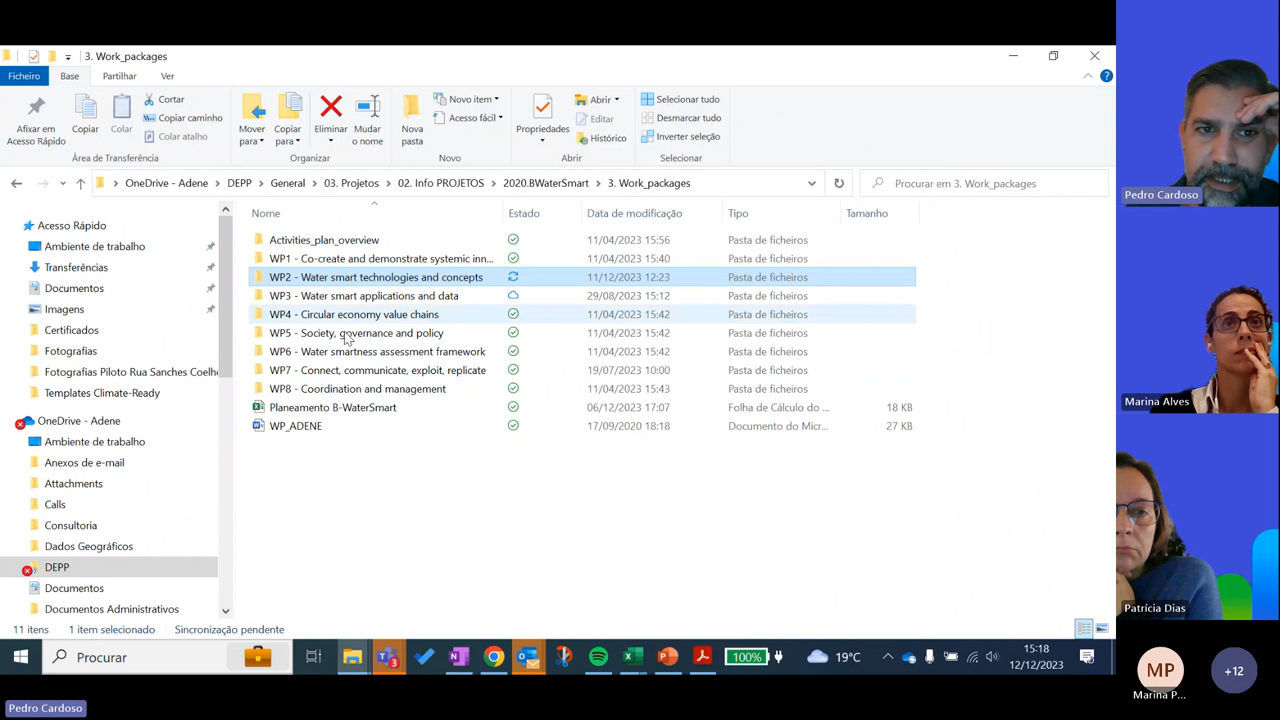 3. Work_packages
Ficheiro Base Partilhar Ver
Afixar em Acesso Rápido
Copiar
Colar
Cortar
Copiar caminho
Colar atalho
Área de Transferência
Mover para
Copiar para
Eliminar
Mudar o nome
Organizar
Nova pasta
Novo item
Acesso fácil
Novo
Propriedades
Abrir
Editar
Histórico
Abrir
Selecionar tudo
Desmarcar tudo
Inverter seleção
Selecionar
OneDrive - Adene DEPP General 03. Projetos 02. Info PROJETOS 2020.BWaterSmart 3. Work_packages
Procurar em 3. Work_packages
Acesso Rápido
Ambiente de trabalho
Transferências
Documentos
Imagens
Certificados
Fotografias
Fotografias Piloto Rua Sanches Coelho
Templates Climate-Ready
OneDrive - Adene
Ambiente de trabalho
Anexos de e-mail
Attachments
Calls
Consultoria
Dados Geográficos
DEPP
Documentos
Documentos Administrativos
Nome Estado Data de modificação Tipo Tamanho
Activities_plan_overview 11/04/2023 15:56 Pasta de ficheiros
WP1 - Co-create and demonstrate systemic inn... 11/04/2023 15:40 Pasta de ficheiros
WP2 - Water smart technologies and concepts 11/12/2023 12:23 Pasta de ficheiros
WP3 - Water smart applications and data 29/08/2023 15:12 Pasta de ficheiros
WP4 - Circular economy value chains 11/04/2023 15:42 Pasta de ficheiros
WP5 - Society, governance and policy 11/04/2023 15:42 Pasta de ficheiros
WP6 - Water smartness assessment framework 11/04/2023 15:42 Pasta de ficheiros
WP7 - Connect, communicate, exploit, replicate 19/07/2023 10:00 Pasta de ficheiros
WP8 - Coordination and management 11/04/2023 15:43 Pasta de ficheiros
Planeamento B-WaterSmart 06/12/2023 17:07 Folha de Cálculo do ... 18 KB
WP_ADENE 17/09/2020 18:18 Documento do Micr... 27 KB
11 itens 1 item selecionado Sincronização pendente
Procurar
3
100%
19°C
15:18
12/12/2023
Pedro Cardoso
Marina Alves
Patrícia Dias
MP
Marina P...
+12
Pedro Cardoso